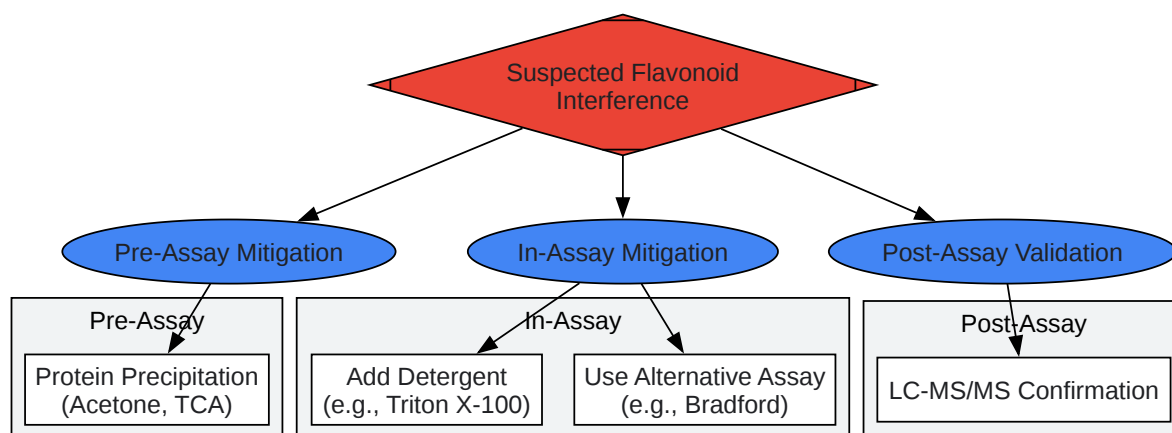 Suspected Flavonoid
Interference
Pre-Assay Mitigation
In-Assay Mitigation
Post-Assay Validation
Pre-Assay
In-Assay
Post-Assay
Protein Precipitation
(Acetone, TCA)
Add Detergent
(e.g., Triton X-100)
Use Alternative Assay
(e.g., Bradford)
LC-MS/MS Confirmation